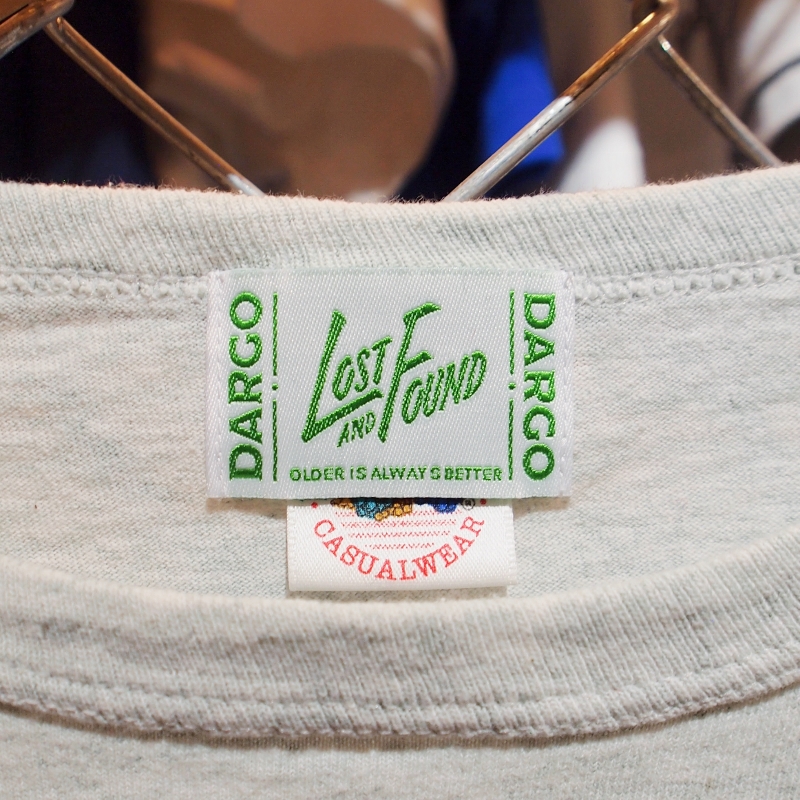 DARGO
LOST
AND FOUND
DARGO
OLDER IS ALWAYS BETTER
CASUALWEAR
®